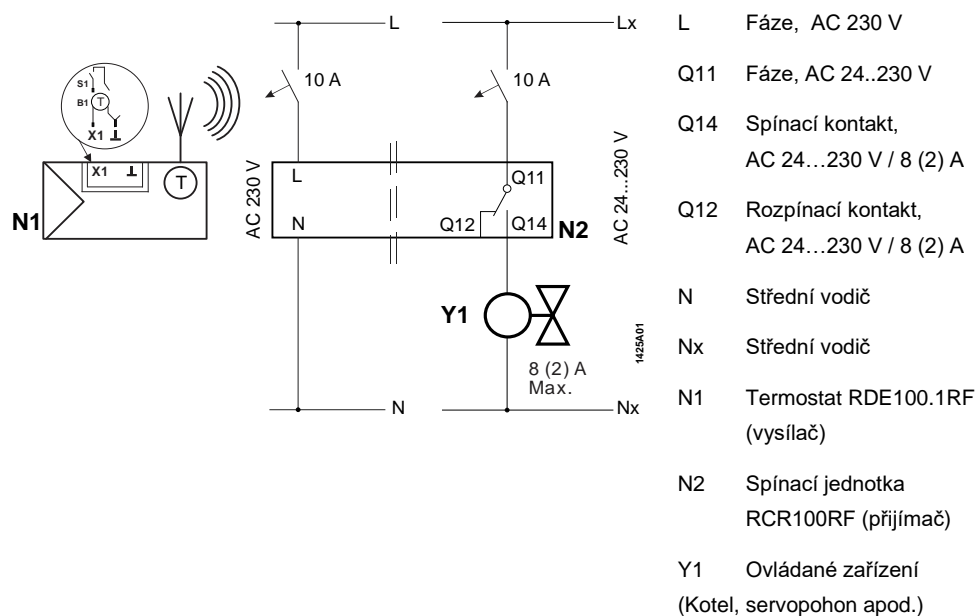 L
Lx
10 A
10 A
S1
B1
T
X1
X1
T
N1
AC 230 V
L
N
Q11
Q12
Q14
N2
AC 24...230 V
Y1
8 (2) A
Max.
1425A01
N
Nx
L Fáze, AC 230 V
Q11 Fáze, AC 24..230 V
Q14 Spínací kontakt,
AC 24…230 V / 8 (2) A
Q12 Rozpínací kontakt,
AC 24…230 V / 8 (2) A
N Střední vodič
Nx Střední vodič
N1 Termostat RDE100.1RF
(vysílač)
N2 Spínací jednotka
RCR100RF (přijímač)
Y1 Ovládané zařízení
(Kotel, servopohon apod.)